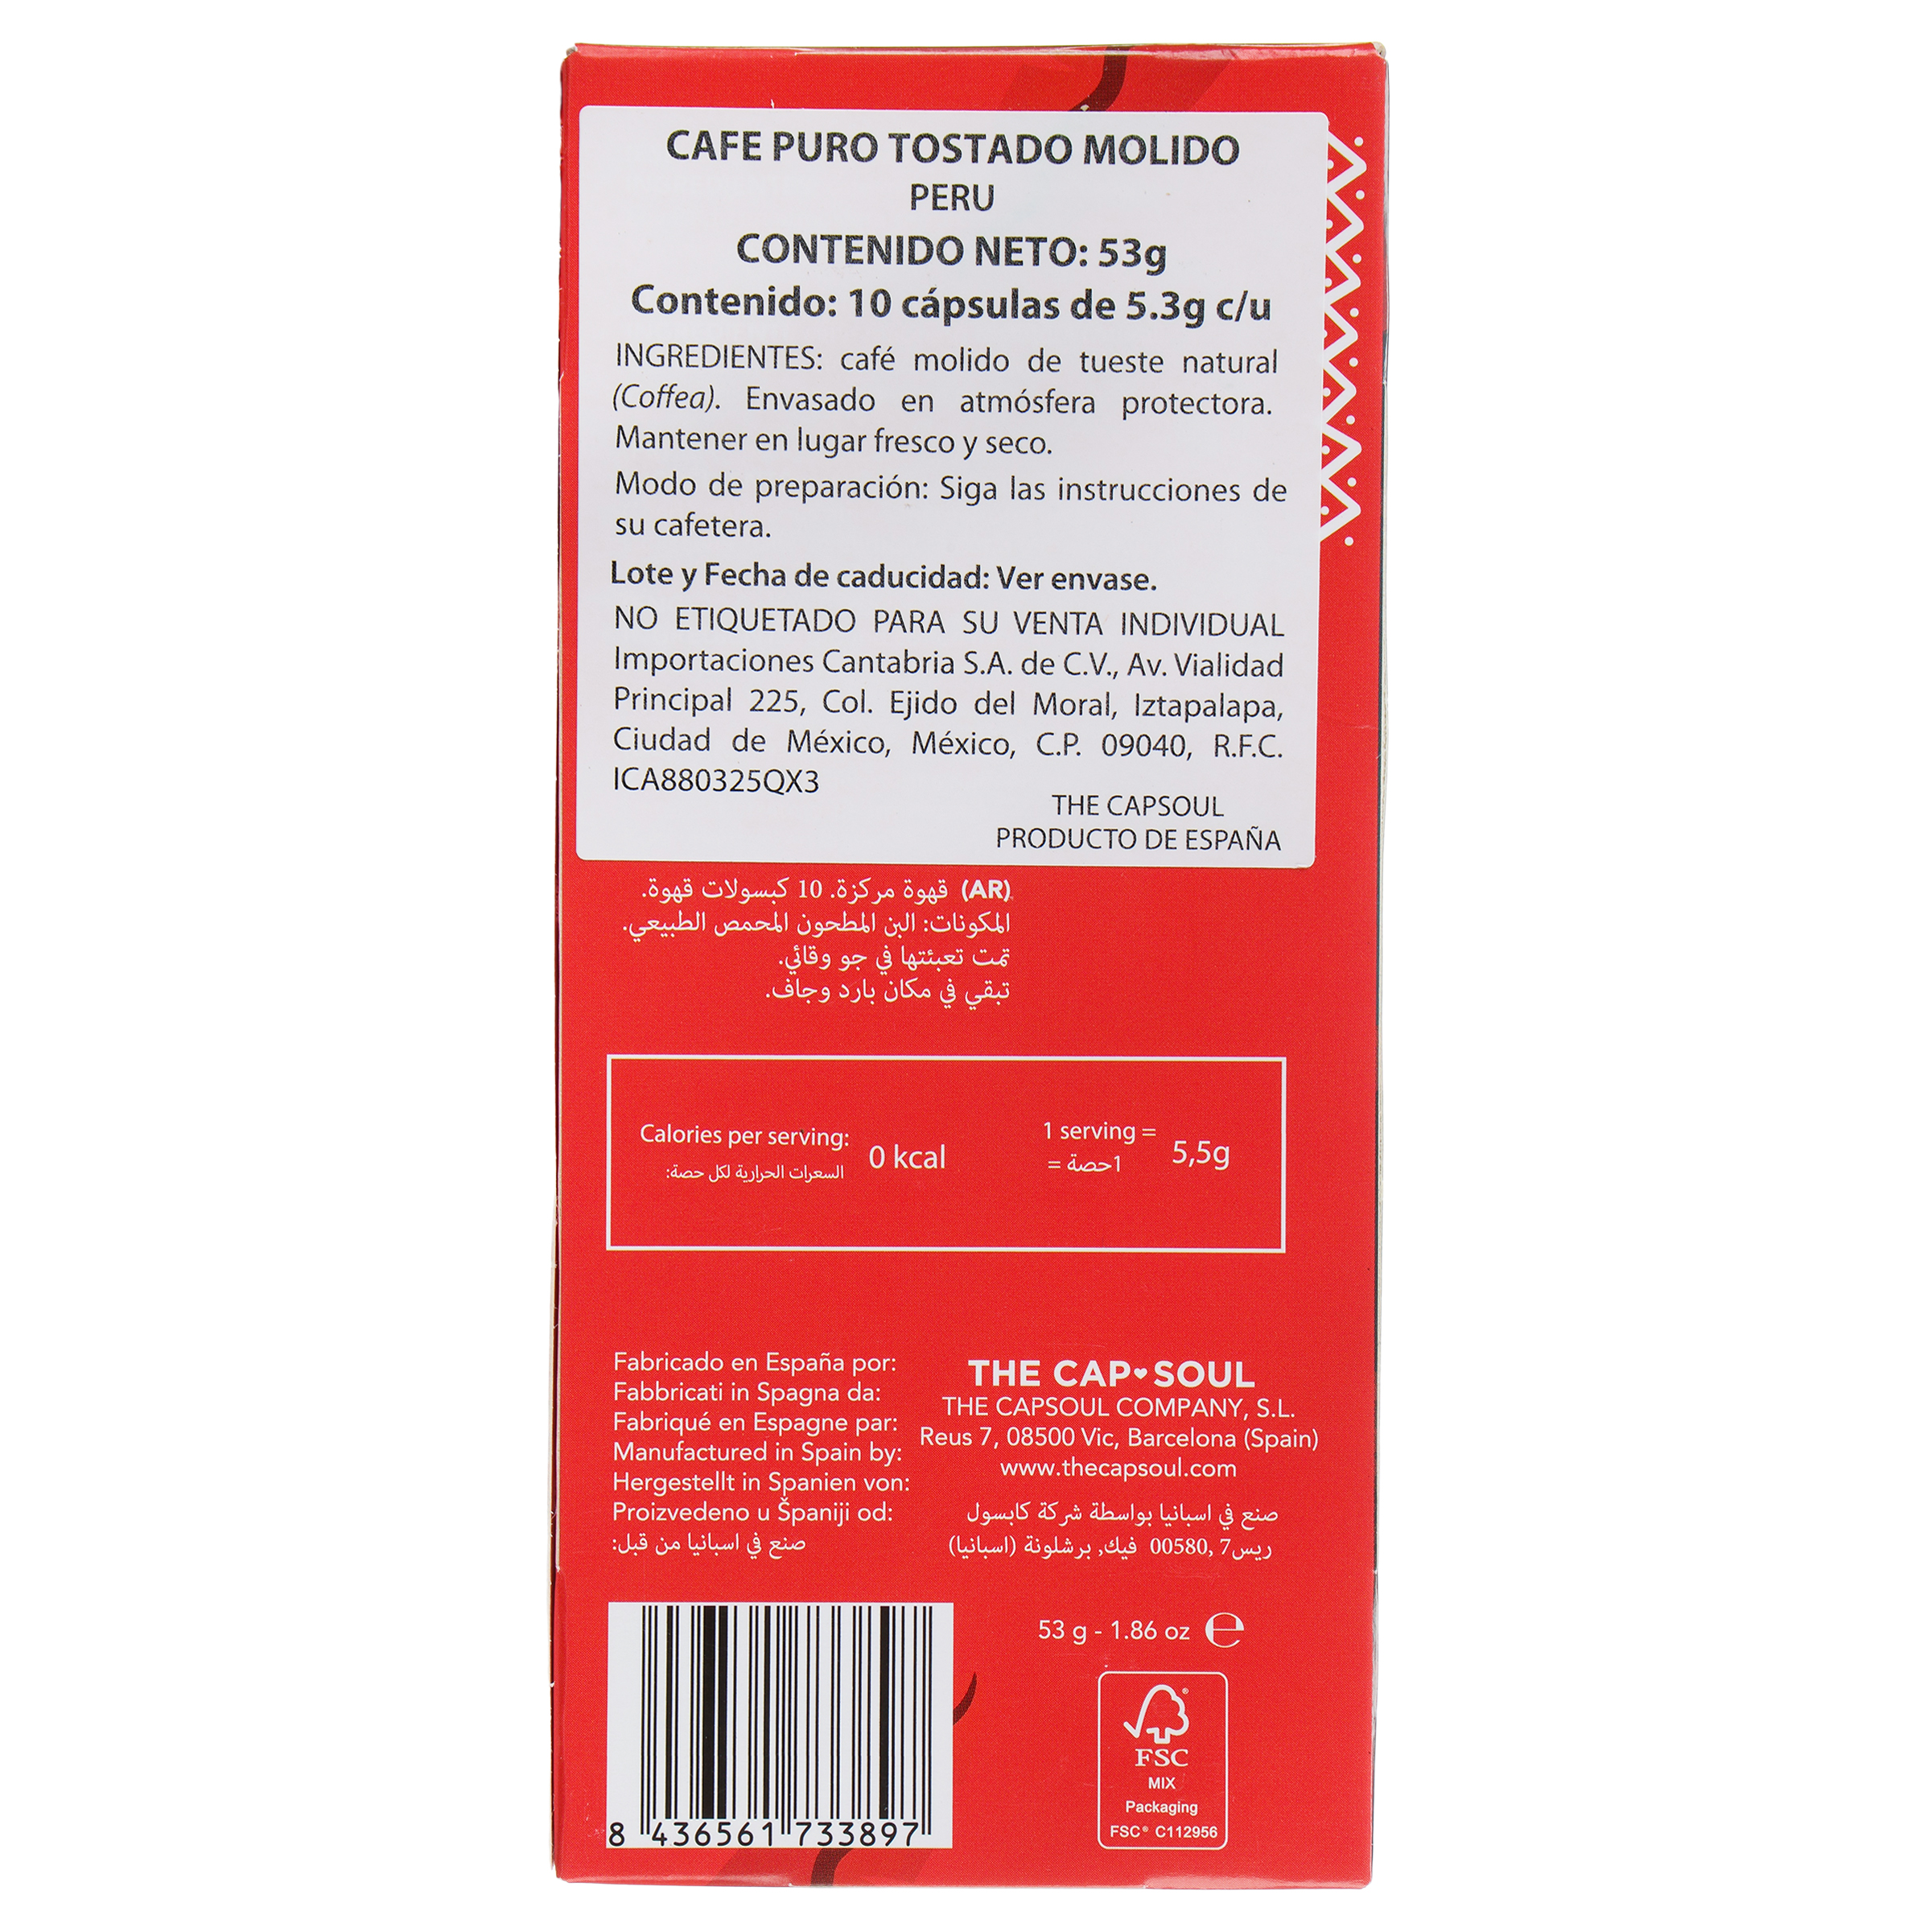 CAFE PURO TOSTADO MOLIDO
PERU
CONTENIDO NETO: 53g
Contenido: 10 cápsulas de 5.3g c/u
INGREDIENTES: café molido de tueste natural
(Coffea). Envasado en atmósfera protectora.
Mantener en lugar fresco y seco.
Modo de preparación: Siga las instrucciones de
su cafetera.
Lote y Fecha de caducidad: Ver envase.
NO ETIQUETADO PARA SU VENTA INDIVIDUAL
Importaciones Cantabria S.A. de C.V., Av. Vialidad
Principal 225, Col. Ejido del Moral, Iztapalapa,
Ciudad de México, México, C.P. 09040, R.F.C.
ICA880325QX3
THE CAPSOUL
PRODUCTO DE ESPAÑA
(AR) قهوة مركزة. 10 كبسولات قهوة.
المكونات: البن المطحون المحمص الطبيعي.
تمت تعبئتها في جو وقائي.
تبقي في مكان بارد وجاف.
Calories per serving:
السعرات الحرارية لكل حصة:
0 kcal
1 serving =
1حصة =
5,5g
Fabricado en España por:
Fabbricati in Spagna da:
Fabriqué en Espagne par:
Manufactured in Spain by:
Hergestellt in Spanien von:
Proizvedeno u Španiji od:
صنع في اسبانيا من قبل:
THE CAP♥SOUL
THE CAPSOUL COMPANY, S.L.
Reus 7, 08500 Vic, Barcelona (Spain)
www.thecapsoul.com
صنع في اسبانيا بواسطة شركة كابسول
ريس7 ,00580 فيك, برشلونة (اسبانيا)
53 g - 1.86 oz ℮
8 436561 733897
FSC
MIX
Packaging
FSC® C112956